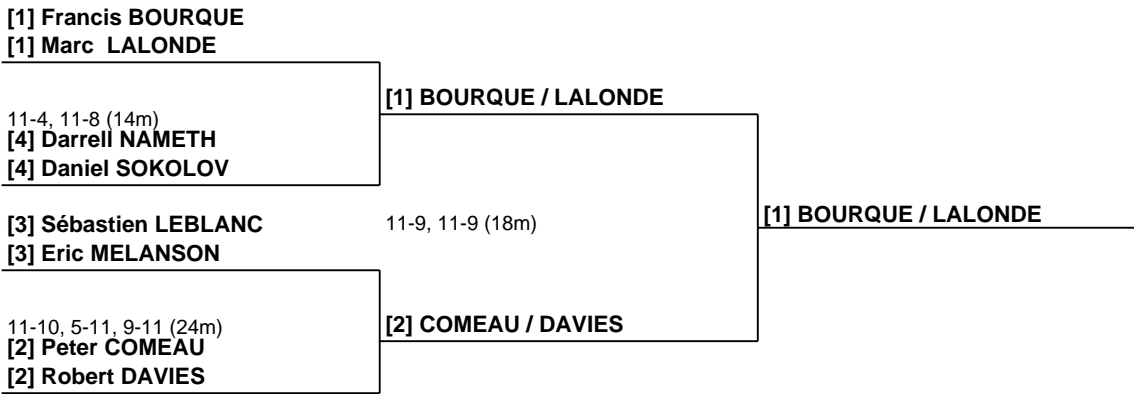 [1] Francis BOURQUE
[1] Marc LALONDE
[1] BOURQUE / LALONDE
11-4, 11-8 (14m)
[4] Darrell NAMETH
[4] Daniel SOKOLOV
[3] Sébastien LEBLANC
11-9, 11-9 (18m)
[1] BOURQUE / LALONDE
[3] Eric MELANSON
11-10, 5-11, 9-11 (24m)
[2] COMEAU / DAVIES
[2] Peter COMEAU
[2] Robert DAVIES